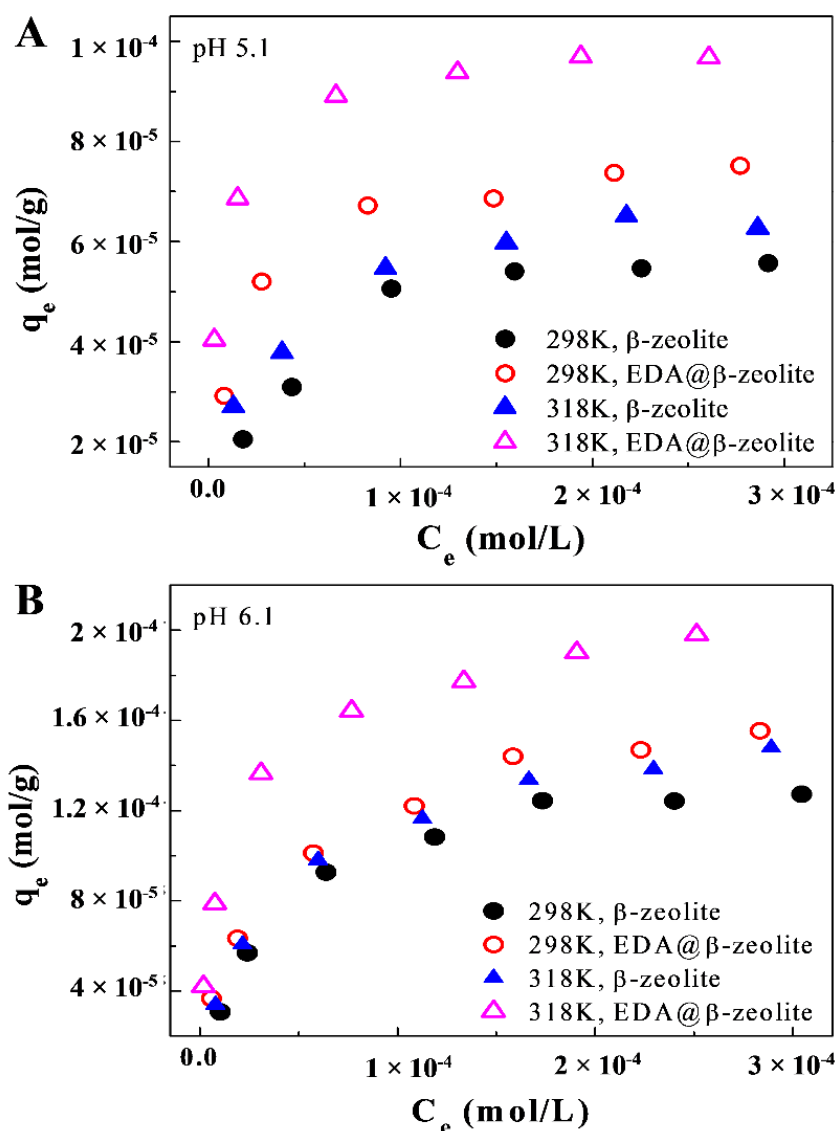 A
pH 5.1
1 × 10⁻⁴
8 × 10⁻⁵
6 × 10⁻⁵
4 × 10⁻⁵
2 × 10⁻⁵
qₑ (mol/g)
298K, β-zeolite
298K, EDA@β-zeolite
318K, β-zeolite
318K, EDA@β-zeolite
0.0 1 × 10⁻⁴ 2 × 10⁻⁴ 3 × 10⁻⁴
Cₑ (mol/L)
B
pH 6.1
2 × 10⁻⁴
1.6 × 10⁻⁴
1.2 × 10⁻⁴
8 × 10⁻⁵
4 × 10⁻⁵
qₑ (mol/g)
298K, β-zeolite
298K, EDA@β-zeolite
318K, β-zeolite
318K, EDA@β-zeolite
0.0 1 × 10⁻⁴ 2 × 10⁻⁴ 3 × 10⁻⁴
Cₑ (mol/L)